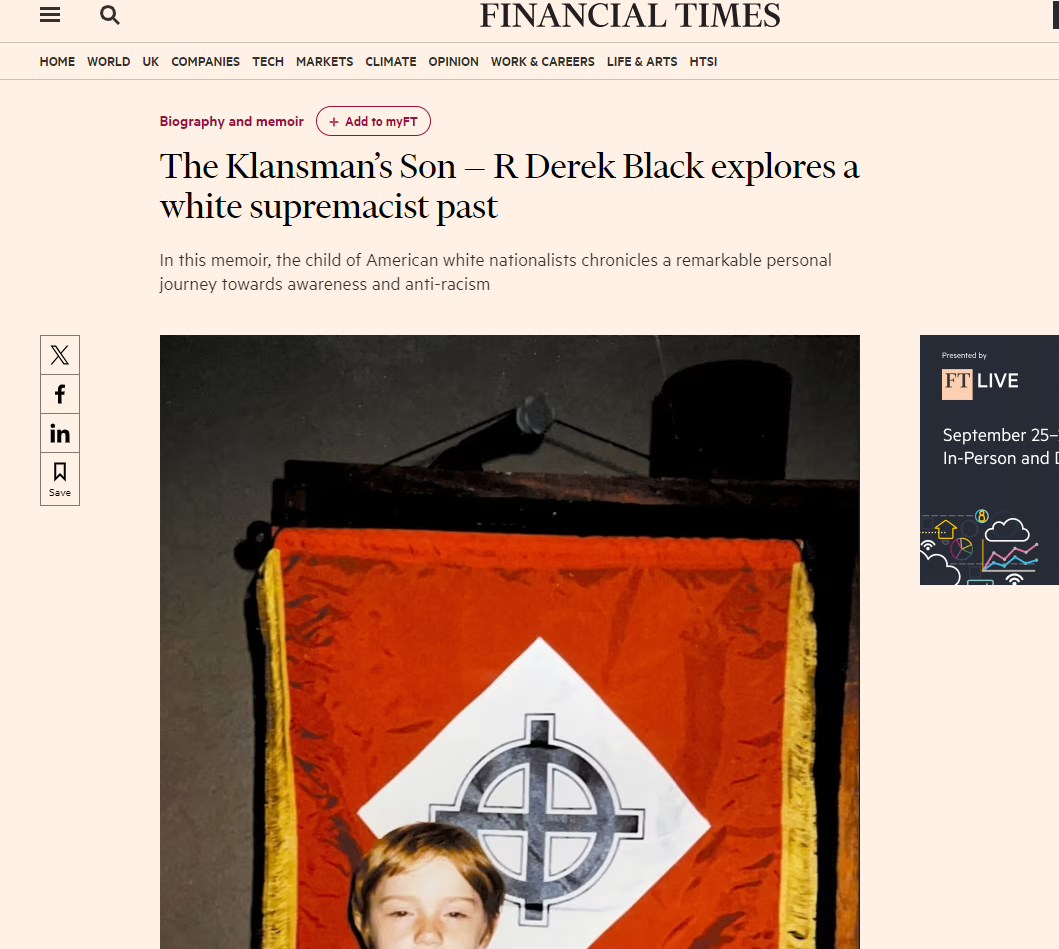 FINANCIAL TIMES
HOME WORLD UK COMPANIES TECH MARKETS CLIMATE OPINION WORK & CAREERS LIFE & ARTS HTSI
Biography and memoir + Add to myFT
The Klansman’s Son – R Derek Black explores a
white supremacist past
In this memoir, the child of American white nationalists chronicles a remarkable personal
journey towards awareness and anti-racism
Save
Presented by
FT LIVE
September 25–
In-Person and
8